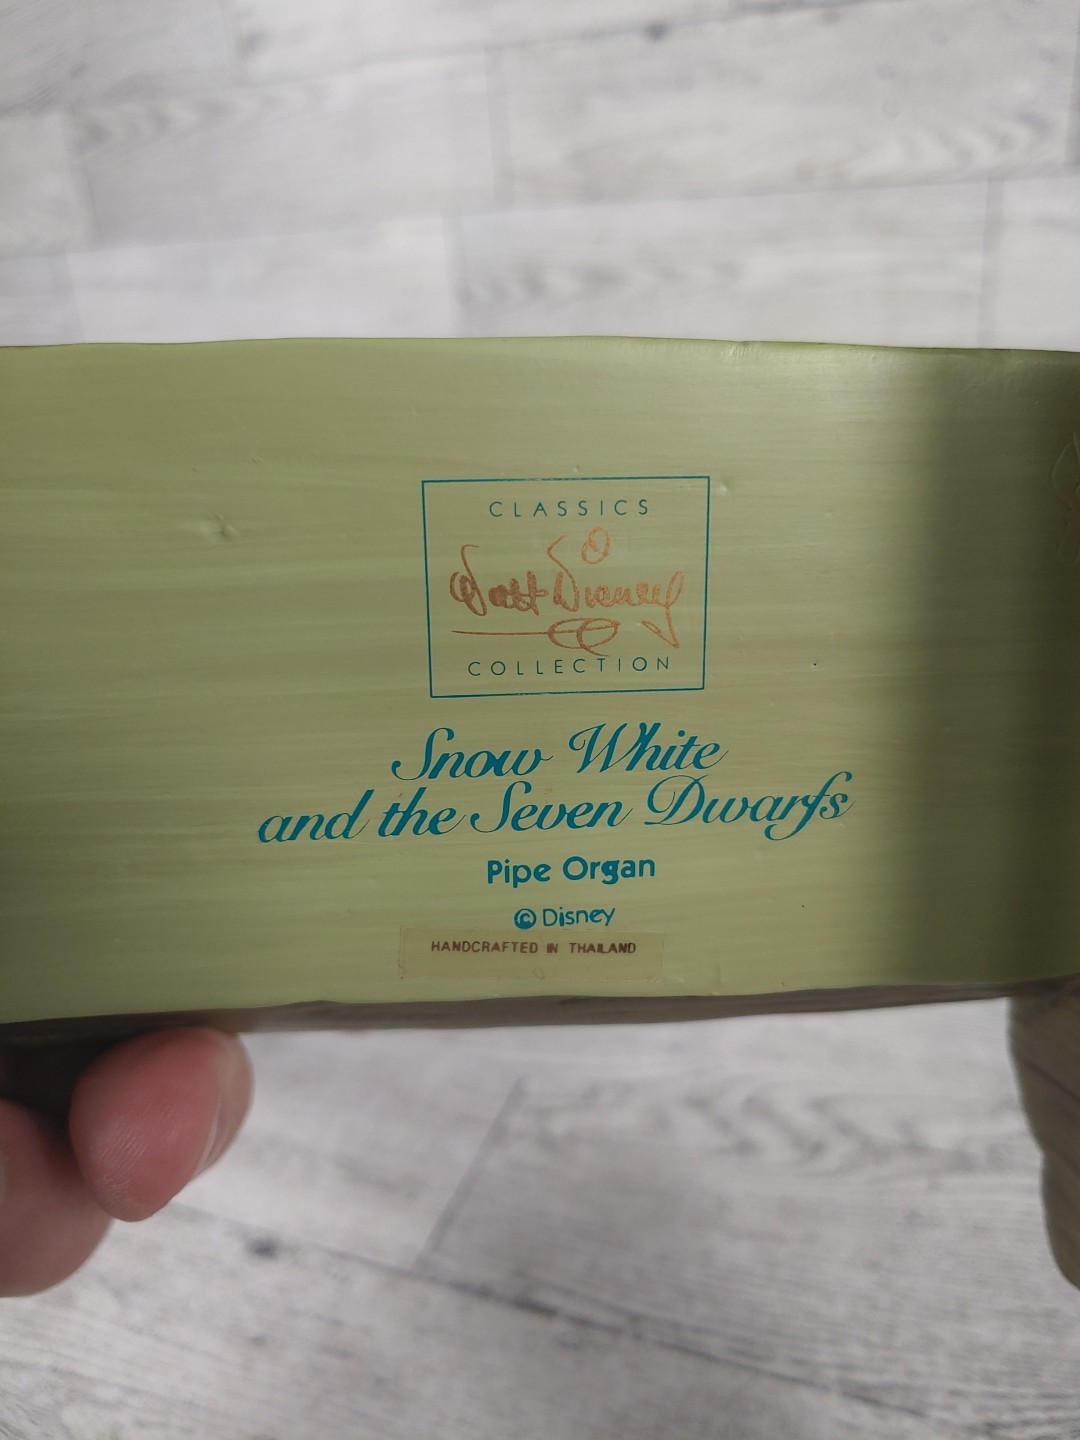 CLASSICS
Walt Disney
COLLECTION
Snow White
and the Seven Dwarfs
Pipe Organ
© Disney
HANDCRAFTED IN THAILAND